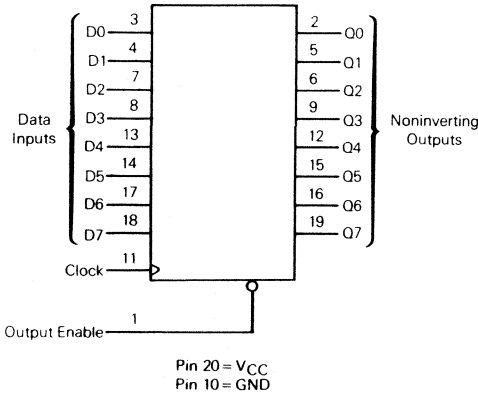 3
D0
2
Q0
4
D1
5
Q1
7
D2
6
Q2
8
D3
9
Q3
Data
Inputs
Noninverting
Outputs
13
D4
12
Q4
14
D5
15
Q5
17
D6
16
Q6
18
D7
19
Q7
11
Clock
1
Output Enable
Pin 20 = VCC
Pin 10 = GND